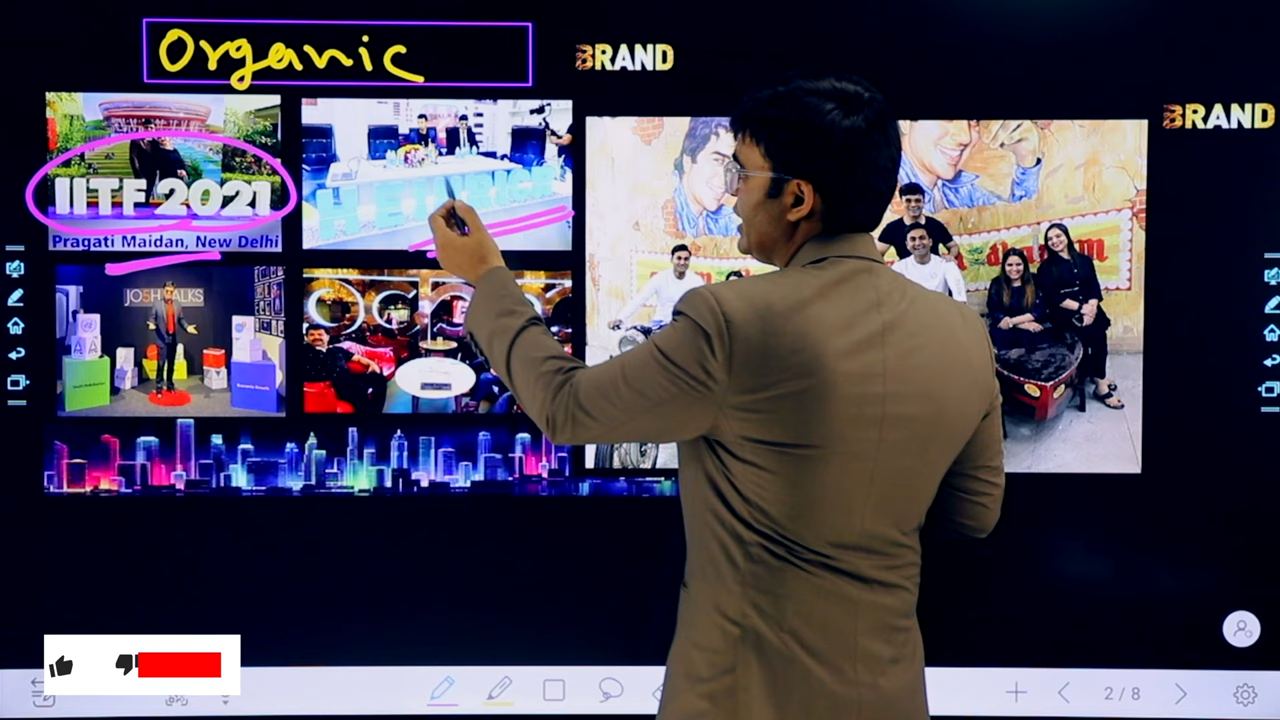 Organic
BRAND
BRAND
IITF 2021
Pragati Maidan, New Delhi
JOSH TALKS
2/8